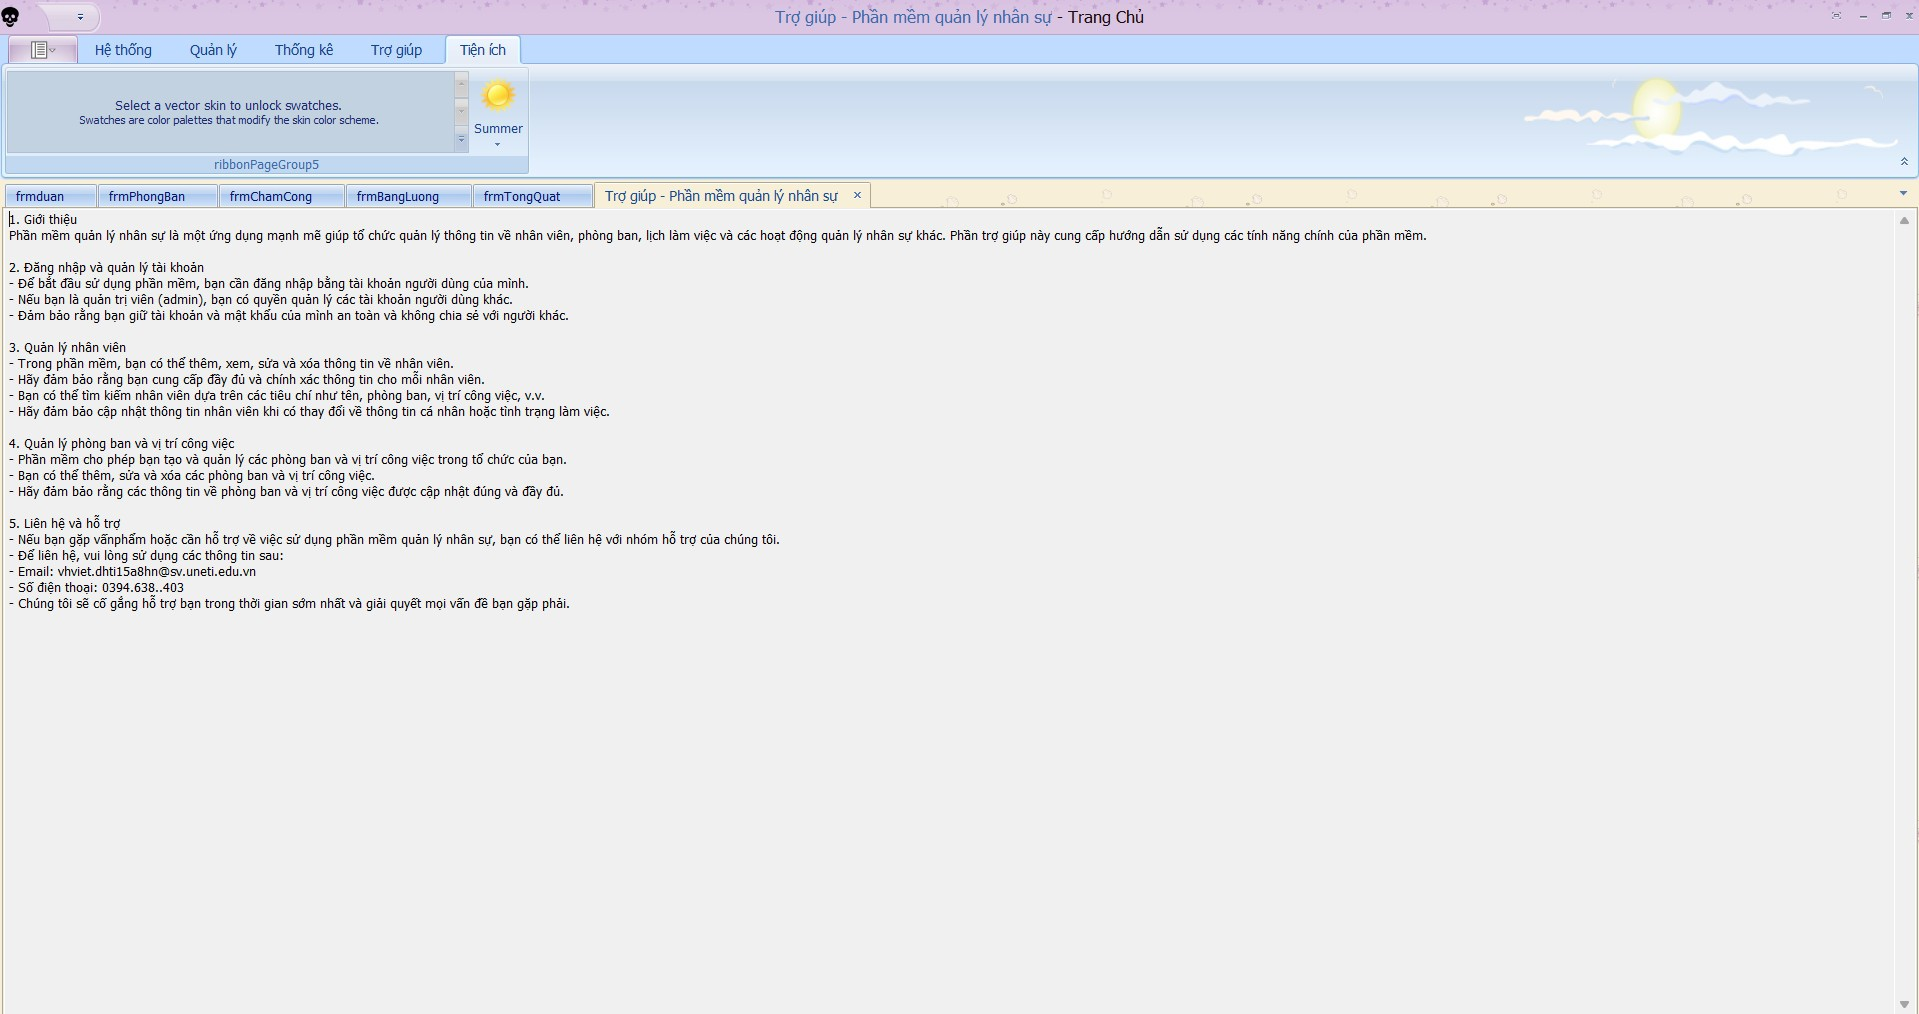 Trợ giúp - Phần mềm quản lý nhân sự - Trang Chủ
Hệ thống Quản lý Thống kê Trợ giúp Tiện ích
Select a vector skin to unlock swatches.
Swatches are color palettes that modify the skin color scheme.
Summer
ribbonPageGroup5
frmduan frmPhongBan frmChamCong frmBangLuong frmTongQuat Trợ giúp - Phần mềm quản lý nhân sự
1. Giới thiệu
Phần mềm quản lý nhân sự là một ứng dụng mạnh mẽ giúp tổ chức quản lý thông tin về nhân viên, phòng ban, lịch làm việc và các hoạt động quản lý nhân sự khác. Phần trợ giúp này cung cấp hướng dẫn sử dụng các tính năng chính của phần mềm.
2. Đăng nhập và quản lý tài khoản
- Để bắt đầu sử dụng phần mềm, bạn cần đăng nhập bằng tài khoản người dùng của mình.
- Nếu bạn là quản trị viên (admin), bạn có quyền quản lý các tài khoản người dùng khác.
- Đảm bảo rằng bạn giữ tài khoản và mật khẩu của mình an toàn và không chia sẻ với người khác.
3. Quản lý nhân viên
- Trong phần mềm, bạn có thể thêm, xem, sửa và xóa thông tin về nhân viên.
- Hãy đảm bảo rằng bạn cung cấp đầy đủ và chính xác thông tin cho mỗi nhân viên.
- Bạn có thể tìm kiếm nhân viên dựa trên các tiêu chí như tên, phòng ban, vị trí công việc, v.v.
- Hãy đảm bảo cập nhật thông tin nhân viên khi có thay đổi về thông tin cá nhân hoặc tình trạng làm việc.
4. Quản lý phòng ban và vị trí công việc
- Phần mềm cho phép bạn tạo và quản lý các phòng ban và vị trí công việc trong tổ chức của bạn.
- Bạn có thể thêm, sửa và xóa các phòng ban và vị trí công việc.
- Hãy đảm bảo rằng các thông tin về phòng ban và vị trí công việc được cập nhật đúng và đầy đủ.
5. Liên hệ và hỗ trợ
- Nếu bạn gặp vấnphẩm hoặc cần hỗ trợ về việc sử dụng phần mềm quản lý nhân sự, bạn có thể liên hệ với nhóm hỗ trợ của chúng tôi.
- Để liên hệ, vui lòng sử dụng các thông tin sau:
- Email: vhviet.dhti15a8hn@sv.uneti.edu.vn
- Số điện thoại: 0394.638..403
- Chúng tôi sẽ cố gắng hỗ trợ bạn trong thời gian sớm nhất và giải quyết mọi vấn đề bạn gặp phải.